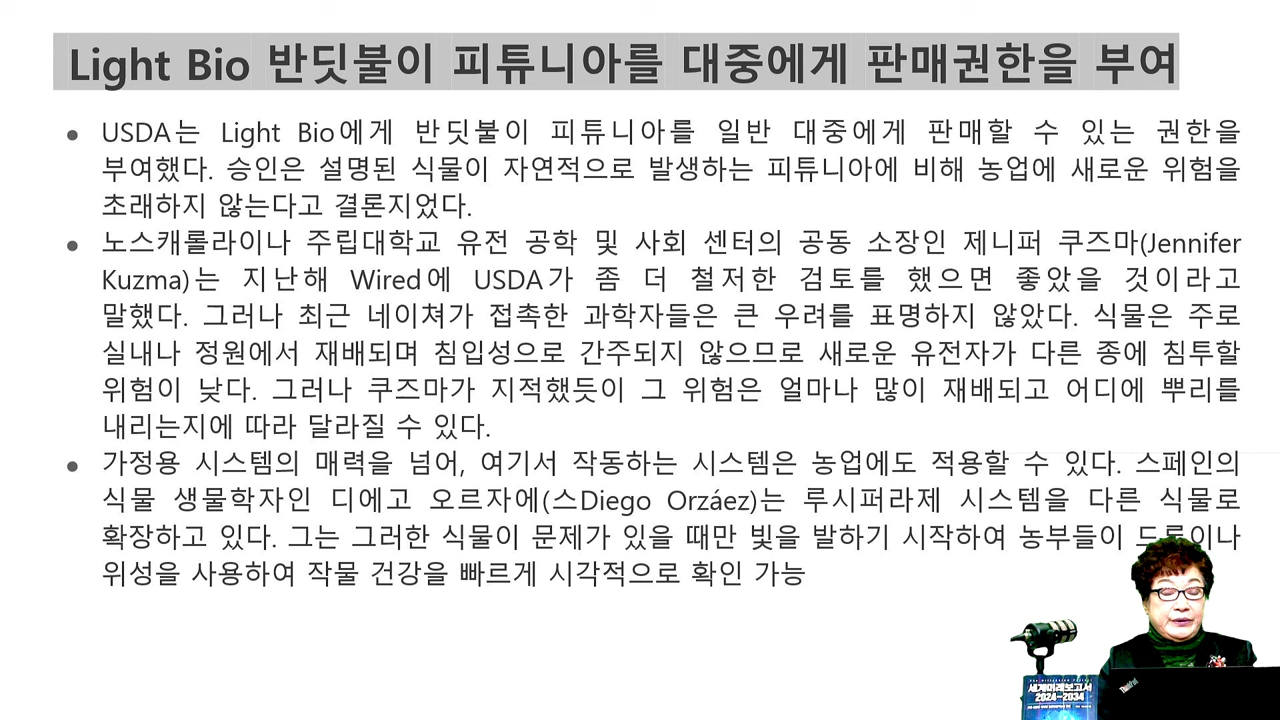 Light Bio 반딧불이 피튜니아를 대중에게 판매권한을 부여
● USDA는 Light Bio에게 반딧불이 피튜니아를 일반 대중에게 판매할 수 있는 권한을
부여했다. 승인은 설명된 식물이 자연적으로 발생하는 피튜니아에 비해 농업에 새로운 위험을
초래하지 않는다고 결론지었다.
● 노스캐롤라이나 주립대학교 유전 공학 및 사회 센터의 공동 소장인 제니퍼 쿠즈마(Jennifer
Kuzma)는 지난해 Wired에 USDA가 좀 더 철저한 검토를 했으면 좋았을 것이라고
말했다. 그러나 최근 네이쳐가 접촉한 과학자들은 큰 우려를 표명하지 않았다. 식물은 주로
실내나 정원에서 재배되며 침입성으로 간주되지 않으므로 새로운 유전자가 다른 종에 침투할
위험이 낮다. 그러나 쿠즈마가 지적했듯이 그 위험은 얼마나 많이 재배되고 어디에 뿌리를
내리는지에 따라 달라질 수 있다.
● 가정용 시스템의 매력을 넘어, 여기서 작동하는 시스템은 농업에도 적용할 수 있다. 스페인의
식물 생물학자인 디에고 오르자에(스Diego Orzáez)는 루시퍼라제 시스템을 다른 식물로
확장하고 있다. 그는 그러한 식물이 문제가 있을 때만 빛을 발하기 시작하여 농부들이 드론이나
위성을 사용하여 작물 건강을 빠르게 시각적으로 확인 가능
세계미래보고서
2024-2034
ThinkPad